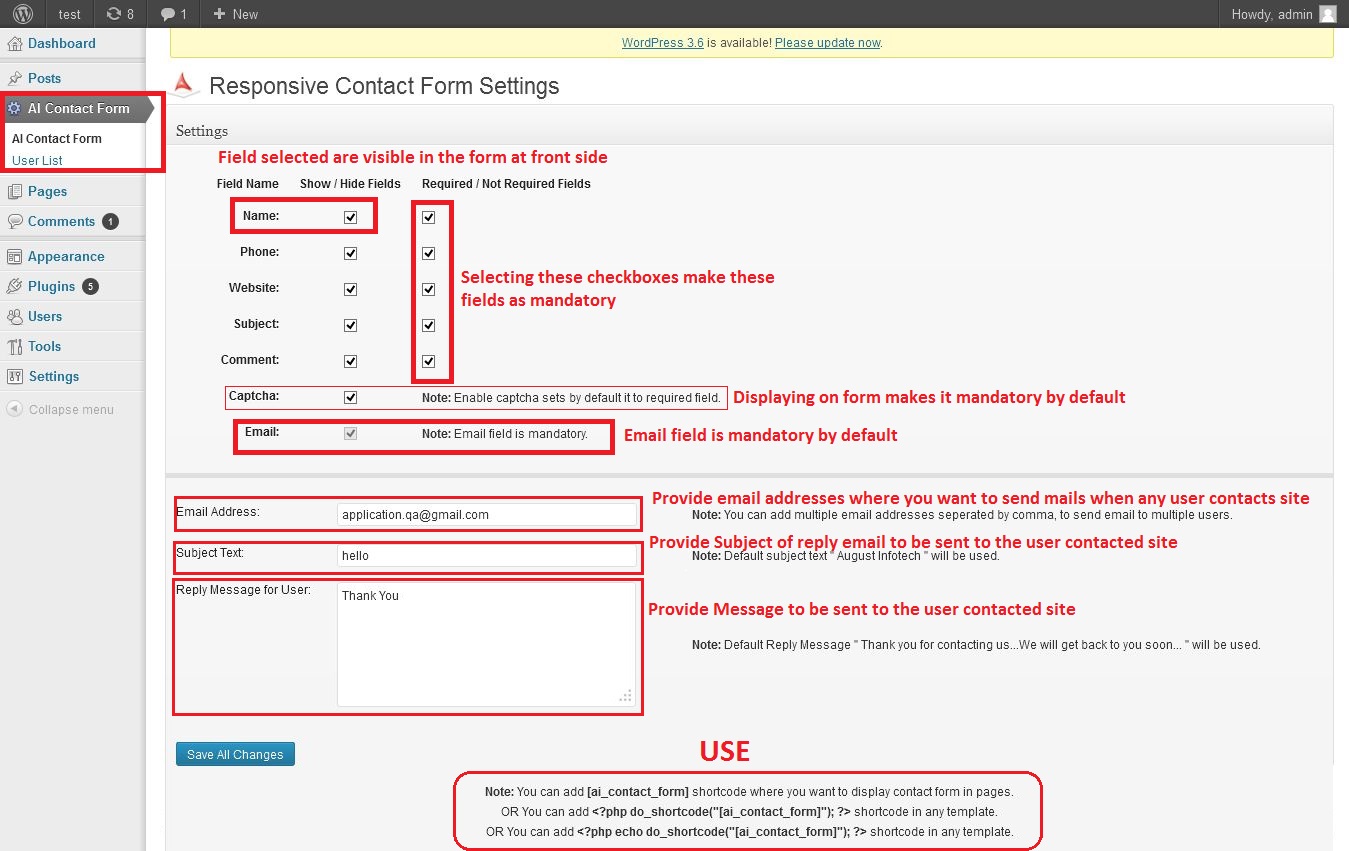 test 8 1 New Howdy, admin
WordPress 3.6 is available! Please update now.
Dashboard
Posts
AI Contact Form
AI Contact Form
User List
Pages
Comments 1
Appearance
Plugins 5
Users
Tools
Settings
Collapse menu
Responsive Contact Form Settings
Settings
Field selected are visible in the form at front side
Field Name Show / Hide Fields Required / Not Required Fields
Name:
Phone:
Website:
Subject:
Comment:
Selecting these checkboxes make these
fields as mandatory
Captcha: Note: Enable captcha sets by default it to required field. Displaying on form makes it mandatory by default
Email: Note: Email field is mandatory. Email field is mandatory by default
Provide email addresses where you want to send mails when any user contacts site
Email Address: application.qa@gmail.com Note: You can add multiple email addresses seperated by comma, to send email to multiple users.
Provide Subject of reply email to be sent to the user contacted site
Subject Text: hello Note: Default subject text " August Infotech " will be used.
Reply Message for User: Thank You
Provide Message to be sent to the user contacted site
Note: Default Reply Message " Thank you for contacting us...We will get back to you soon... " will be used.
Save All Changes
USE
Note: You can add [ai_contact_form] shortcode where you want to display contact form in pages.
OR You can add <?php do_shortcode("[ai_contact_form]"); ?> shortcode in any template.
OR You can add <?php echo do_shortcode("[ai_contact_form]"); ?> shortcode in any template.